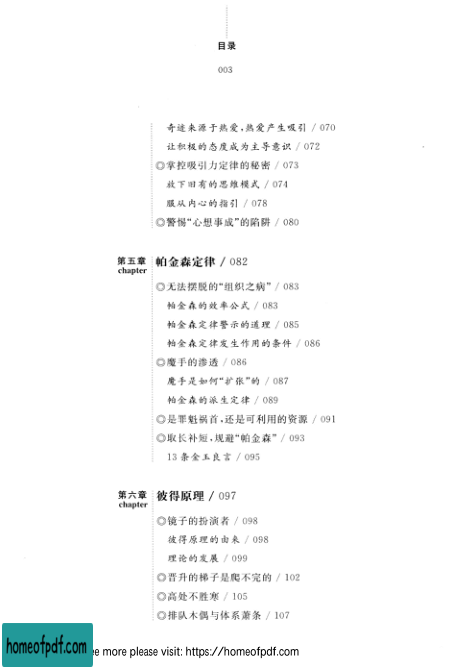 目录
003
奇迹来源于热爱,热爱产生吸引 / 070
让积极的态度成为主导意识 / 072
◎掌控吸引力定律的秘密 / 073
放下旧有的思维模式 / 074
服从内心的指引 / 078
◎警惕“心想事成”的陷阱 / 080
第五章 帕金森定律 / 082
chapter
◎无法摆脱的“组织之病” / 083
帕金森的效率公式 / 083
帕金森定律警示的道理 / 085
帕金森定律发生作用的条件 / 086
◎魔手的渗透 / 086
魔手是如何“扩张”的 / 087
帕金森的派生定律 / 089
◎是罪魁祸首,还是可利用的资源 / 091
◎取长补短,规避“帕金森” / 093
13条金玉良言 / 095
第六章 彼得原理 / 097
chapter
◎镜子的扮演者 / 098
彼得原理的由来 / 098
理论的发展 / 099
◎晋升的梯子是爬不完的 / 102
◎高处不胜寒 / 105
◎排队木偶与体系萧条 / 107
homeofpdf.com
ee more please visit: https://homeofpdf.com